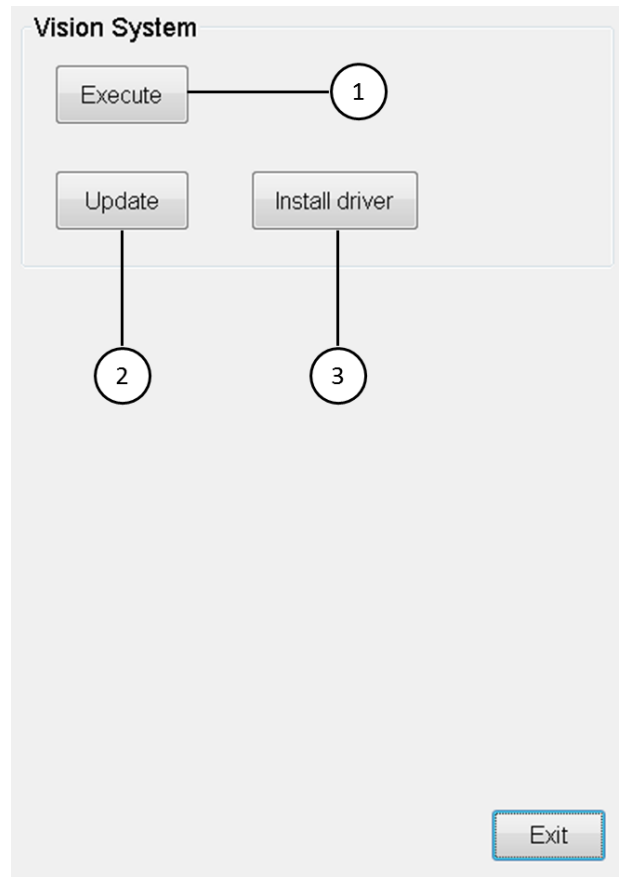 Vision System
Execute
1
Update
Install driver
2
3
Exit